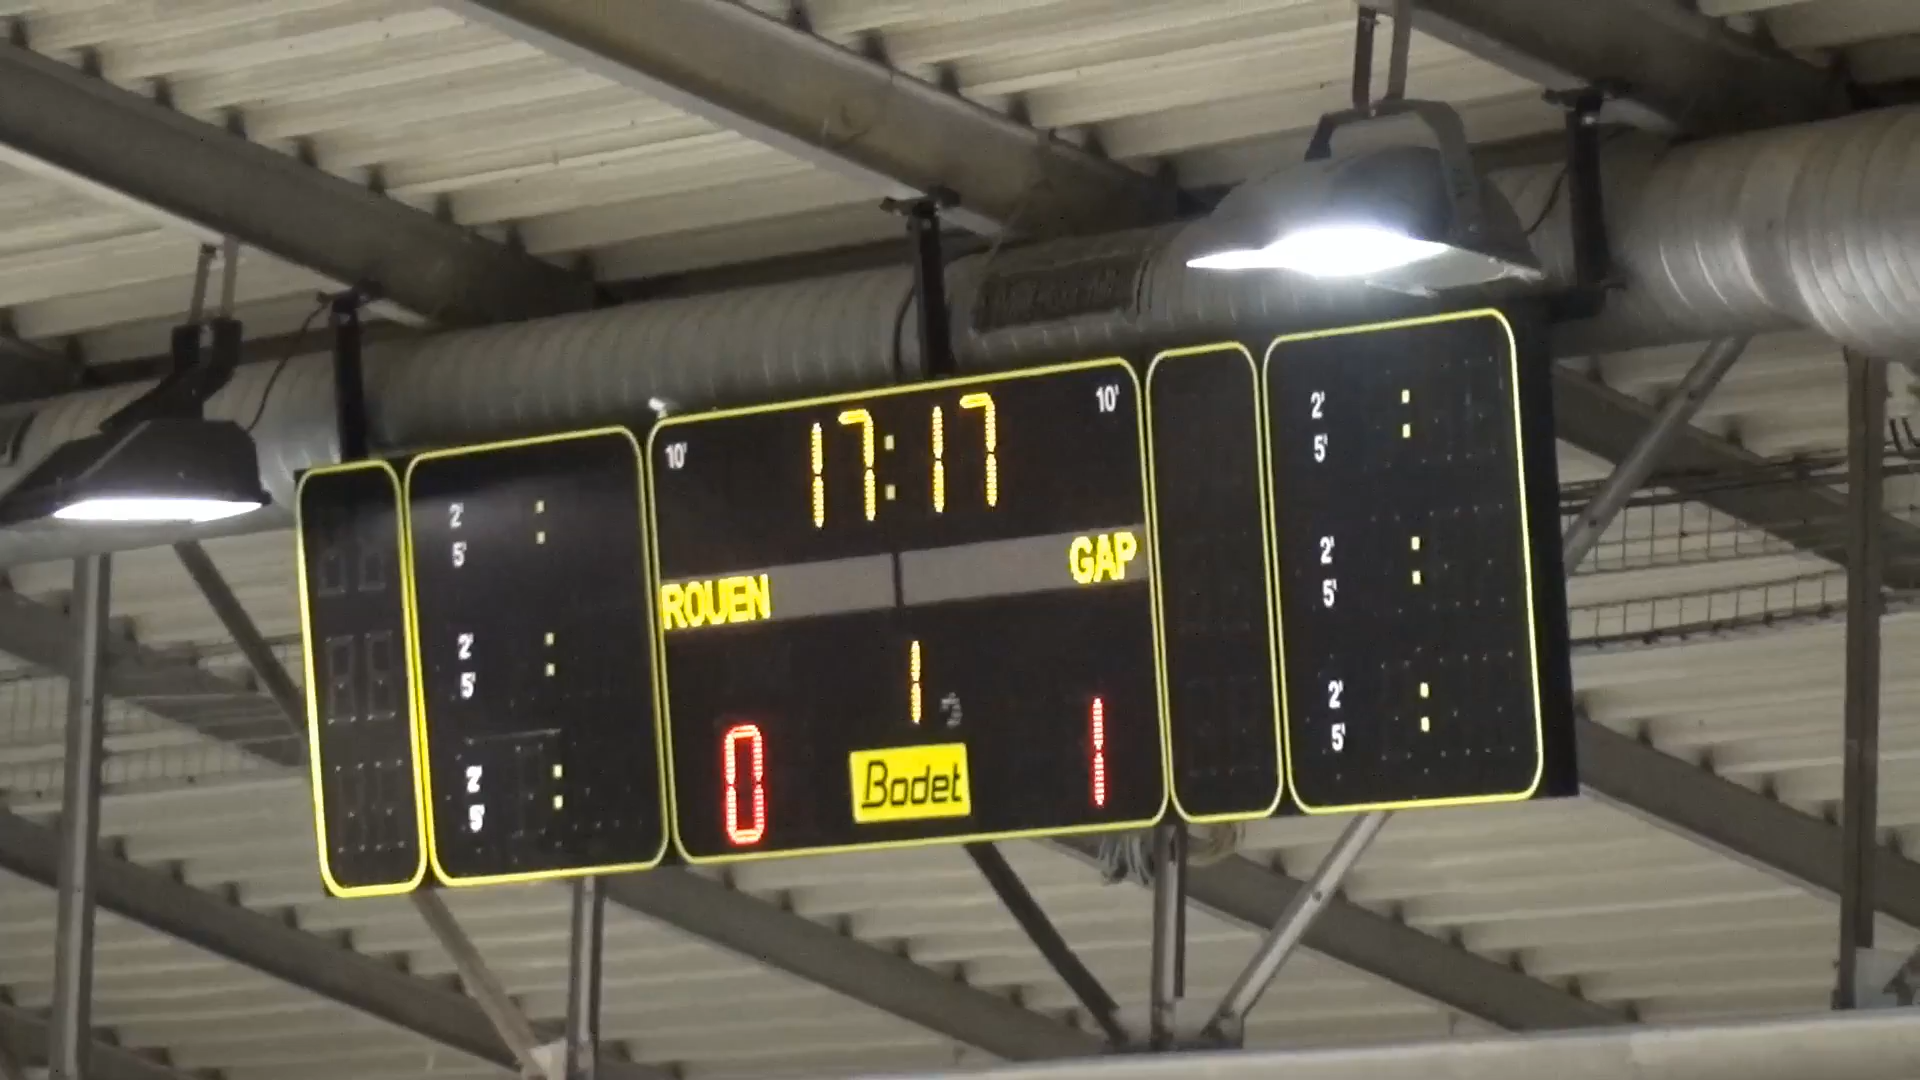 10' 17:17 10'
ROUEN GAP
1
0 1
Bodet
2' : 2' :
5' 5'
2' : 2' :
5' 5'
2' : 2' :
5' 5'